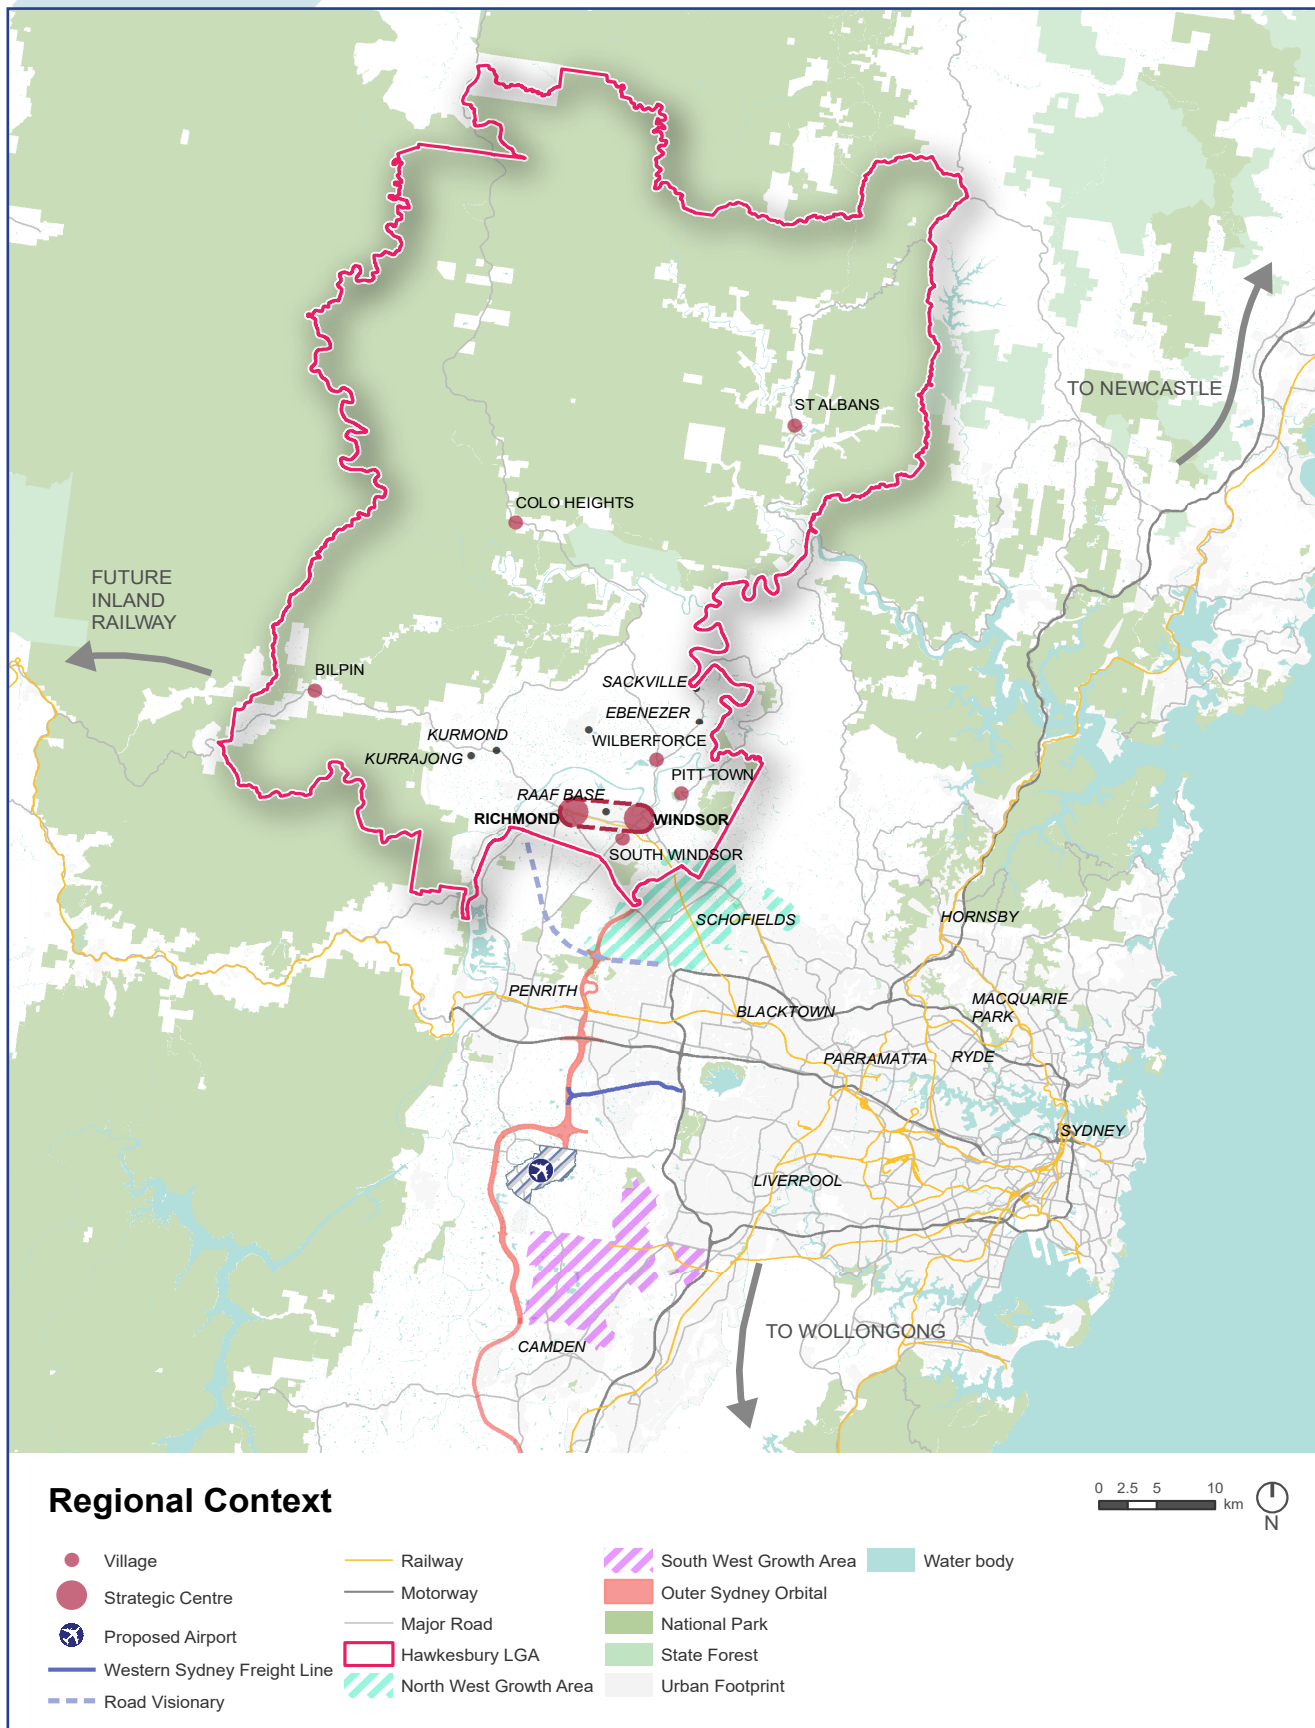 TO NEWCASTLE
ST ALBANS
COLO HEIGHTS
FUTURE
INLAND
RAILWAY
BILPIN
SACKVILLE
EBENEZER
KURMOND
WILBERFORCE
KURRAJONG
PITT TOWN
RAAF BASE
RICHMOND
WINDSOR
SOUTH WINDSOR
SCHOFIELDS
HORNSBY
PENRITH
MACQUARIE
PARK
BLACKTOWN
PARRAMATTA
RYDE
SYDNEY
LIVERPOOL
TO WOLLONGONG
CAMDEN
Regional Context
0 2.5 5 10
km
N
Village
Strategic Centre
Proposed Airport
Western Sydney Freight Line
Road Visionary
Railway
Motorway
Major Road
Hawkesbury LGA
North West Growth Area
South West Growth Area
Outer Sydney Orbital
National Park
State Forest
Urban Footprint
Water body